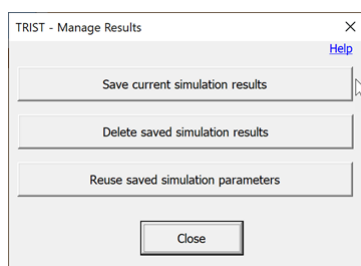 TRIST - Manage Results
Help
Save current simulation results
Delete saved simulation results
Reuse saved simulation parameters
Close